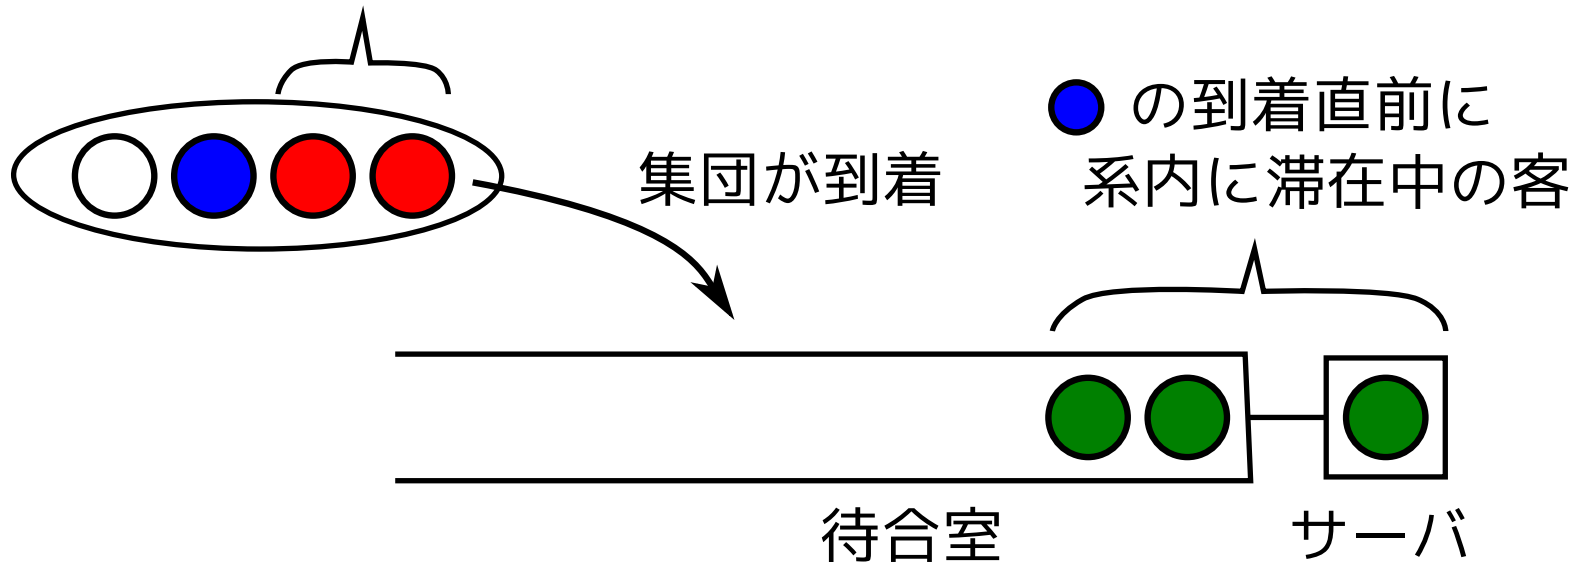 集団が到着
の到着直前に
系内に滞在中の客
待合室
サーバ